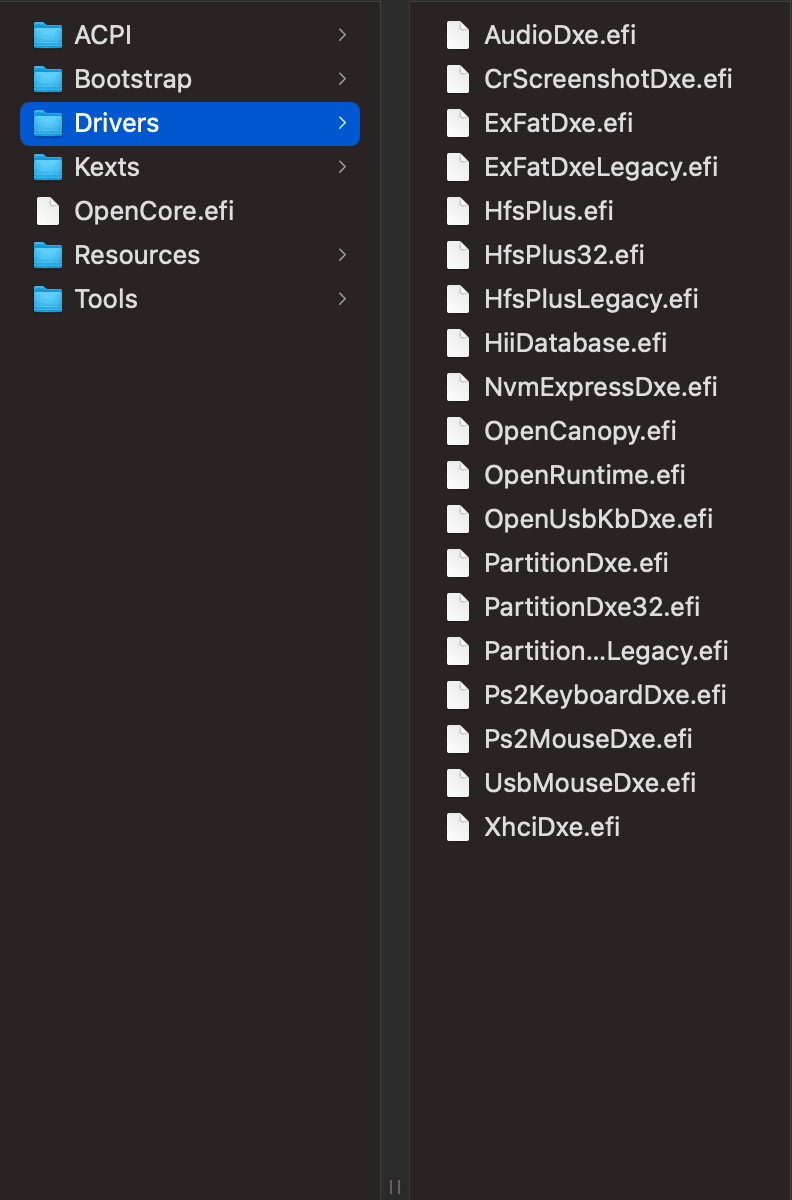 ACPI
Bootstrap
Drivers
Kexts
OpenCore.efi
Resources
Tools
AudioDxe.efi
CrScreenshotDxe.efi
ExFatDxe.efi
ExFatDxeLegacy.efi
HfsPlus.efi
HfsPlus32.efi
HfsPlusLegacy.efi
HiiDatabase.efi
NvmExpressDxe.efi
OpenCanopy.efi
OpenRuntime.efi
OpenUsbKbDxe.efi
PartitionDxe.efi
PartitionDxe32.efi
Partition...Legacy.efi
Ps2KeyboardDxe.efi
Ps2MouseDxe.efi
UsbMouseDxe.efi
XhciDxe.efi